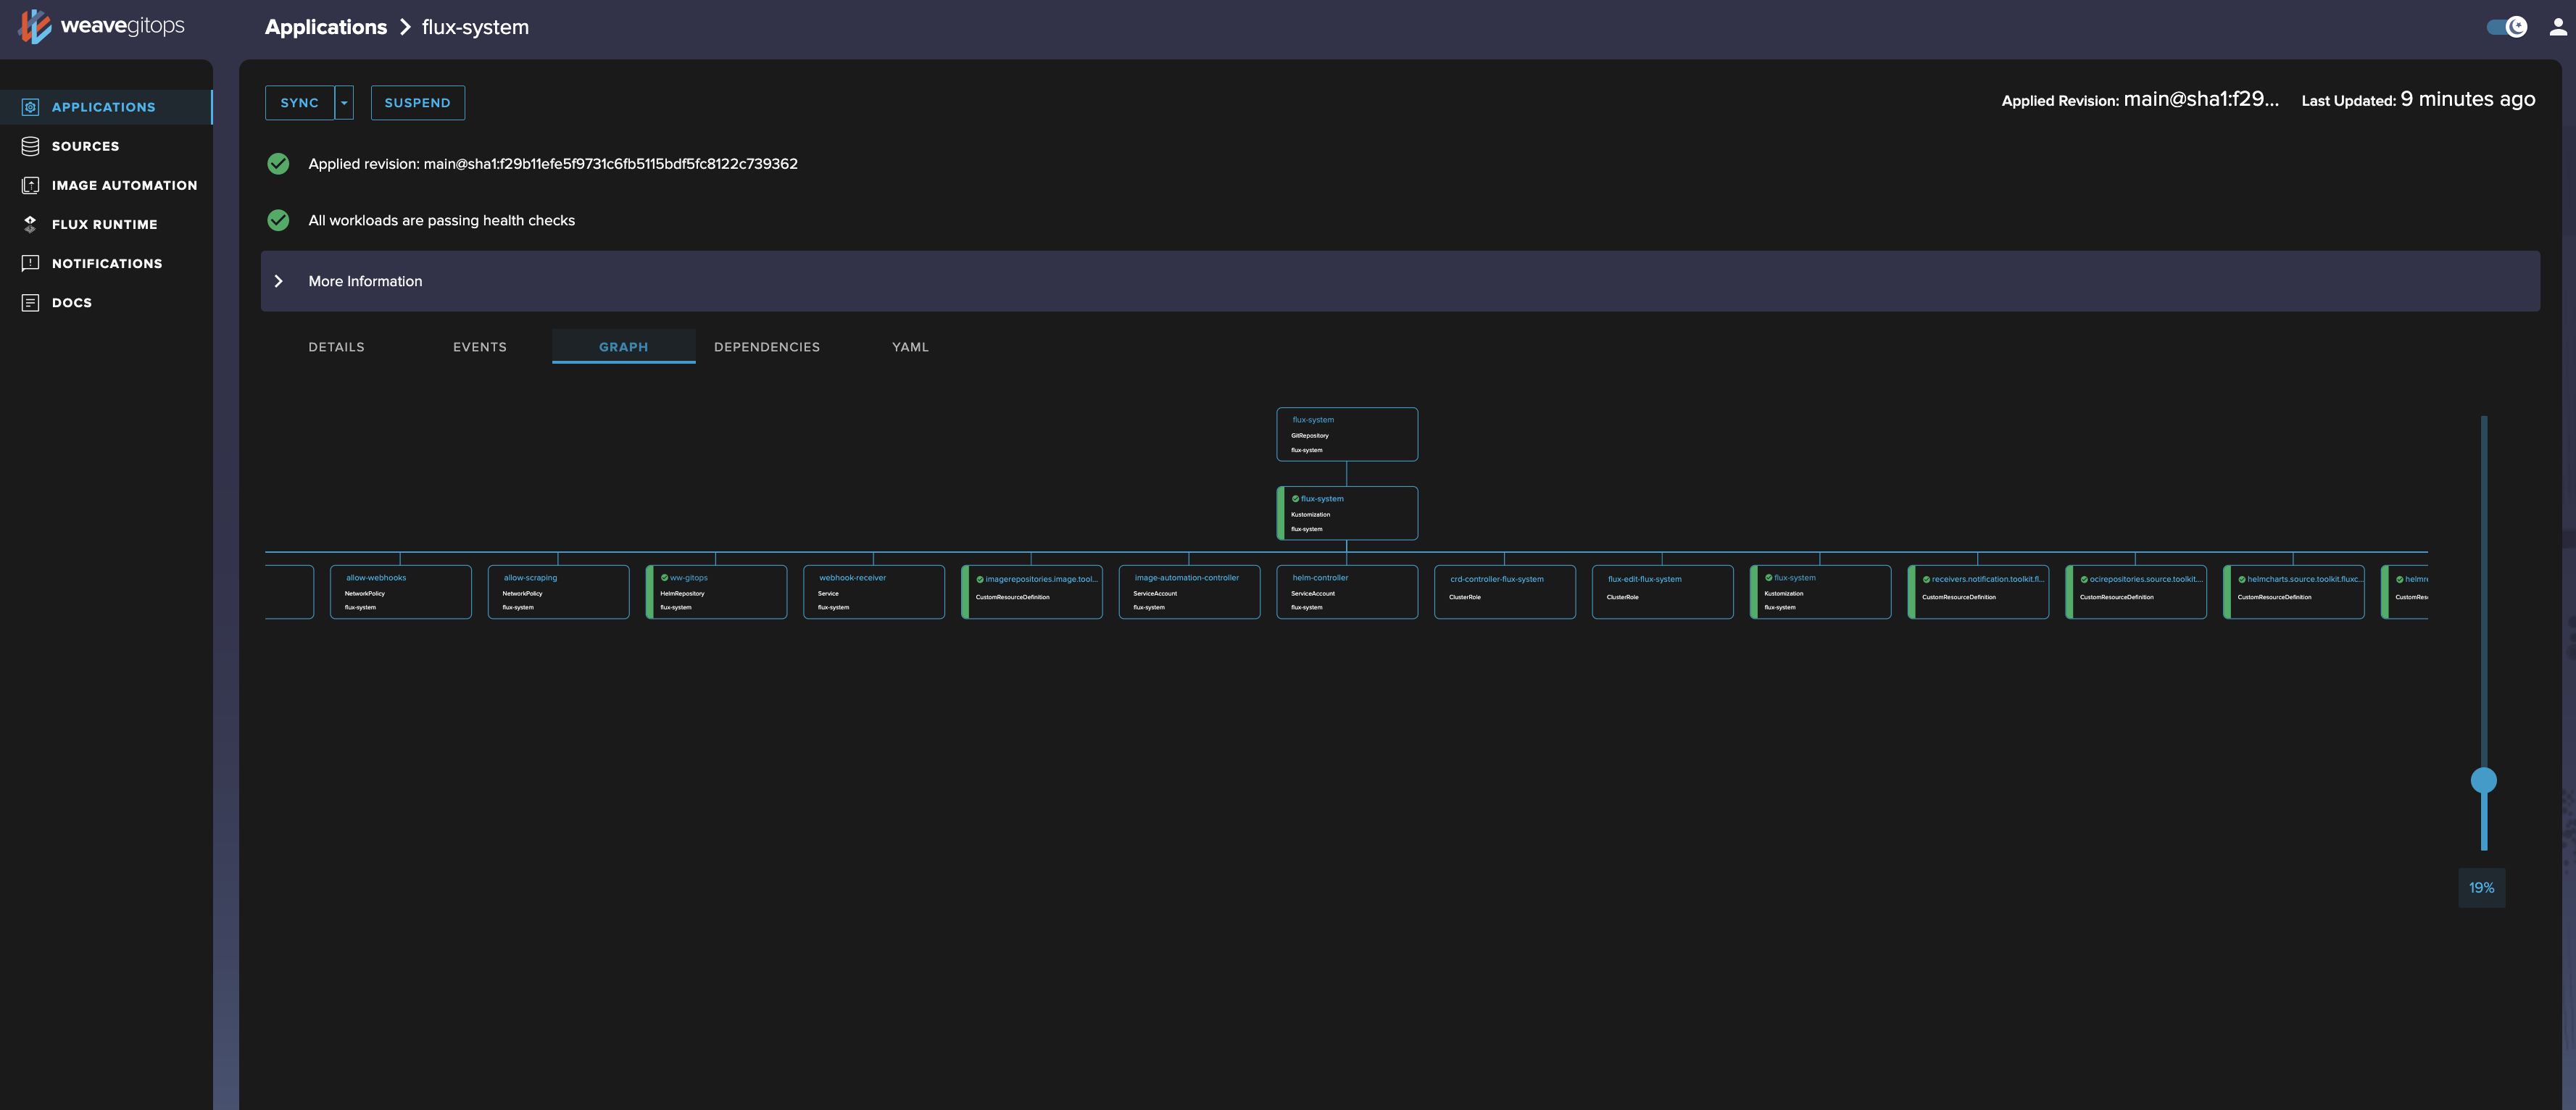 weavegitops
Applications > flux-system
APPLICATIONS
SOURCES
IMAGE AUTOMATION
FLUX RUNTIME
NOTIFICATIONS
DOCS
SYNC
SUSPEND
Applied Revision: main@sha1:f29... Last Updated: 9 minutes ago
Applied revision: main@sha1:f29b11efe5f9731c6fb5115bdf5fc8122c739362
All workloads are passing health checks
More Information
DETAILS EVENTS GRAPH DEPENDENCIES YAML
flux-system
GitRepository
flux-system
flux-system
Kustomization
flux-system
allow-webhooks
NetworkPolicy
flux-system
allow-scraping
NetworkPolicy
flux-system
ww-gitops
HelmRepository
flux-system
webhook-receiver
Service
flux-system
imagerepositories.image.tool...
CustomResourceDefinition
image-automation-controller
ServiceAccount
flux-system
helm-controller
ServiceAccount
flux-system
crd-controller-flux-system
ClusterRole
flux-edit-flux-system
ClusterRole
flux-system
Kustomization
flux-system
receivers.notification.toolkit.fl...
CustomResourceDefinition
ocirepositories.source.toolkit....
CustomResourceDefinition
helmcharts.source.toolkit.fluxc...
CustomResourceDefinition
19%